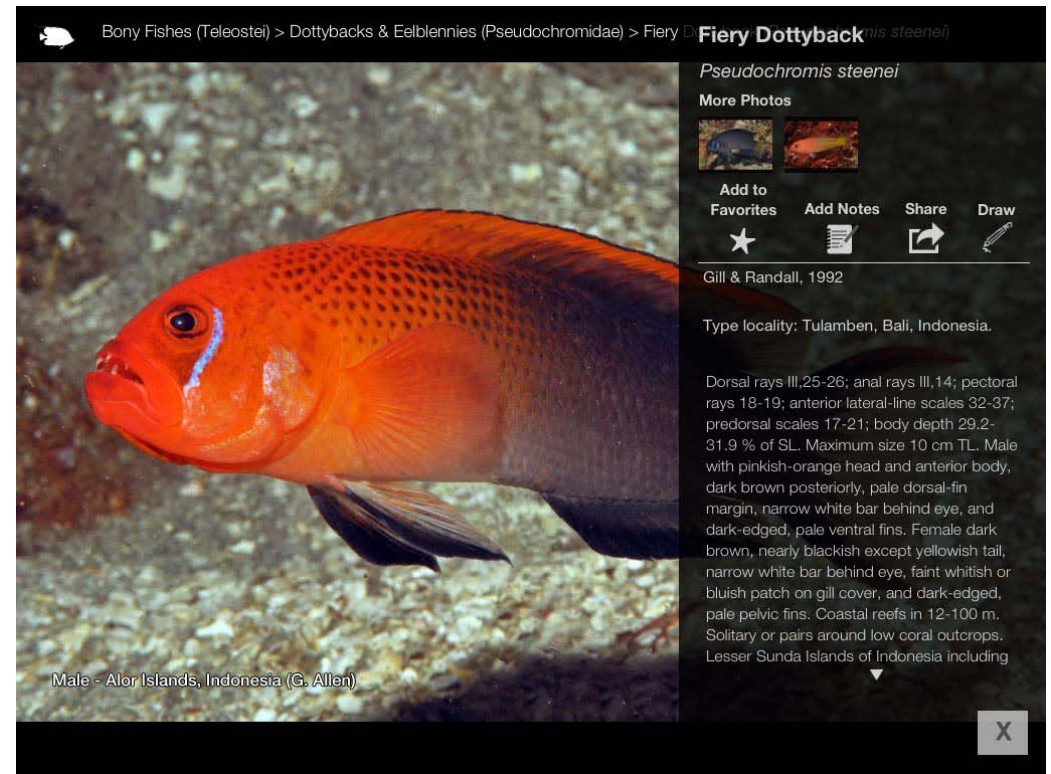 Bony Fishes (Teleostei) > Dottybacks & Eelblennies (Pseudochromidae) > Fiery Dottyback (Pseudochromis steenei)
Fiery Dottyback
Pseudochromis steenei
More Photos
Add to
Favorites
Add Notes
Share
Draw
Gill & Randall, 1992
Type locality: Tulamben, Bali, Indonesia.
Dorsal rays III,25-26; anal rays III,14; pectoral
rays 18-19; anterior lateral-line scales 32-37;
predorsal scales 17-21; body depth 29.2-
31.9 % of SL. Maximum size 10 cm TL. Male
with pinkish-orange head and anterior body,
dark brown posteriorly, pale dorsal-fin
margin, narrow white bar behind eye, and
dark-edged, pale ventral fins. Female dark
brown, nearly blackish except yellowish tail,
narrow white bar behind eye, faint whitish or
bluish patch on gill cover, and dark-edged,
pale pelvic fins. Coastal reefs in 12-100 m.
Solitary or pairs around low coral outcrops.
Lesser Sunda Islands of Indonesia including
Male - Alor Islands, Indonesia (G. Allen)
X